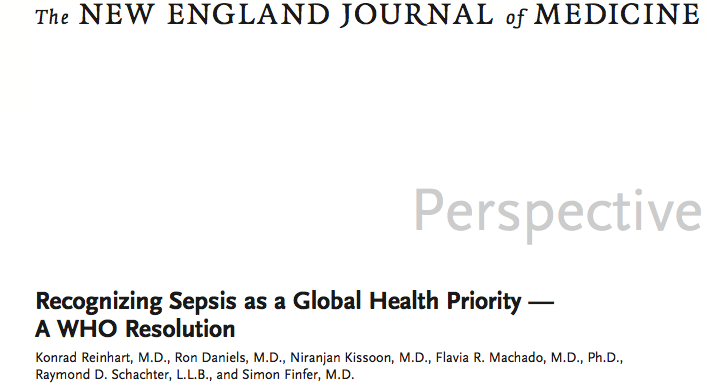 The NEW ENGLAND JOURNAL of MEDICINE
Perspective
Recognizing Sepsis as a Global Health Priority —
A WHO Resolution
Konrad Reinhart, M.D., Ron Daniels, M.D., Niranjan Kissoon, M.D., Flavia R. Machado, M.D., Ph.D.,
Raymond D. Schachter, L.L.B., and Simon Finfer, M.D.